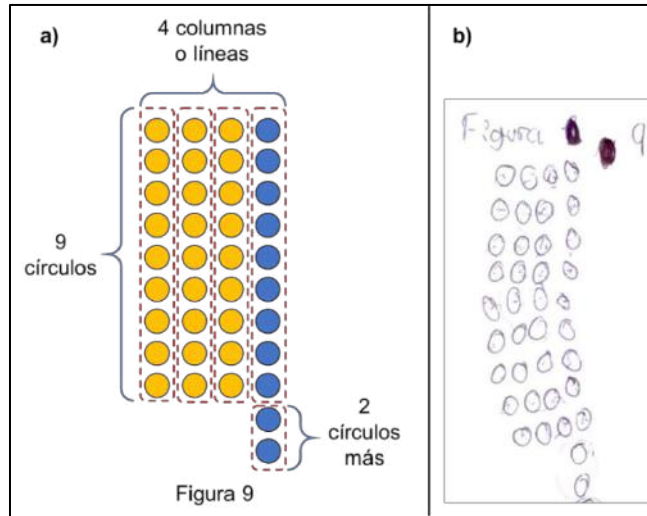 a)
4 columnas
o líneas
9
círculos
2
círculos
más
Figura 9
b)
Figura 9